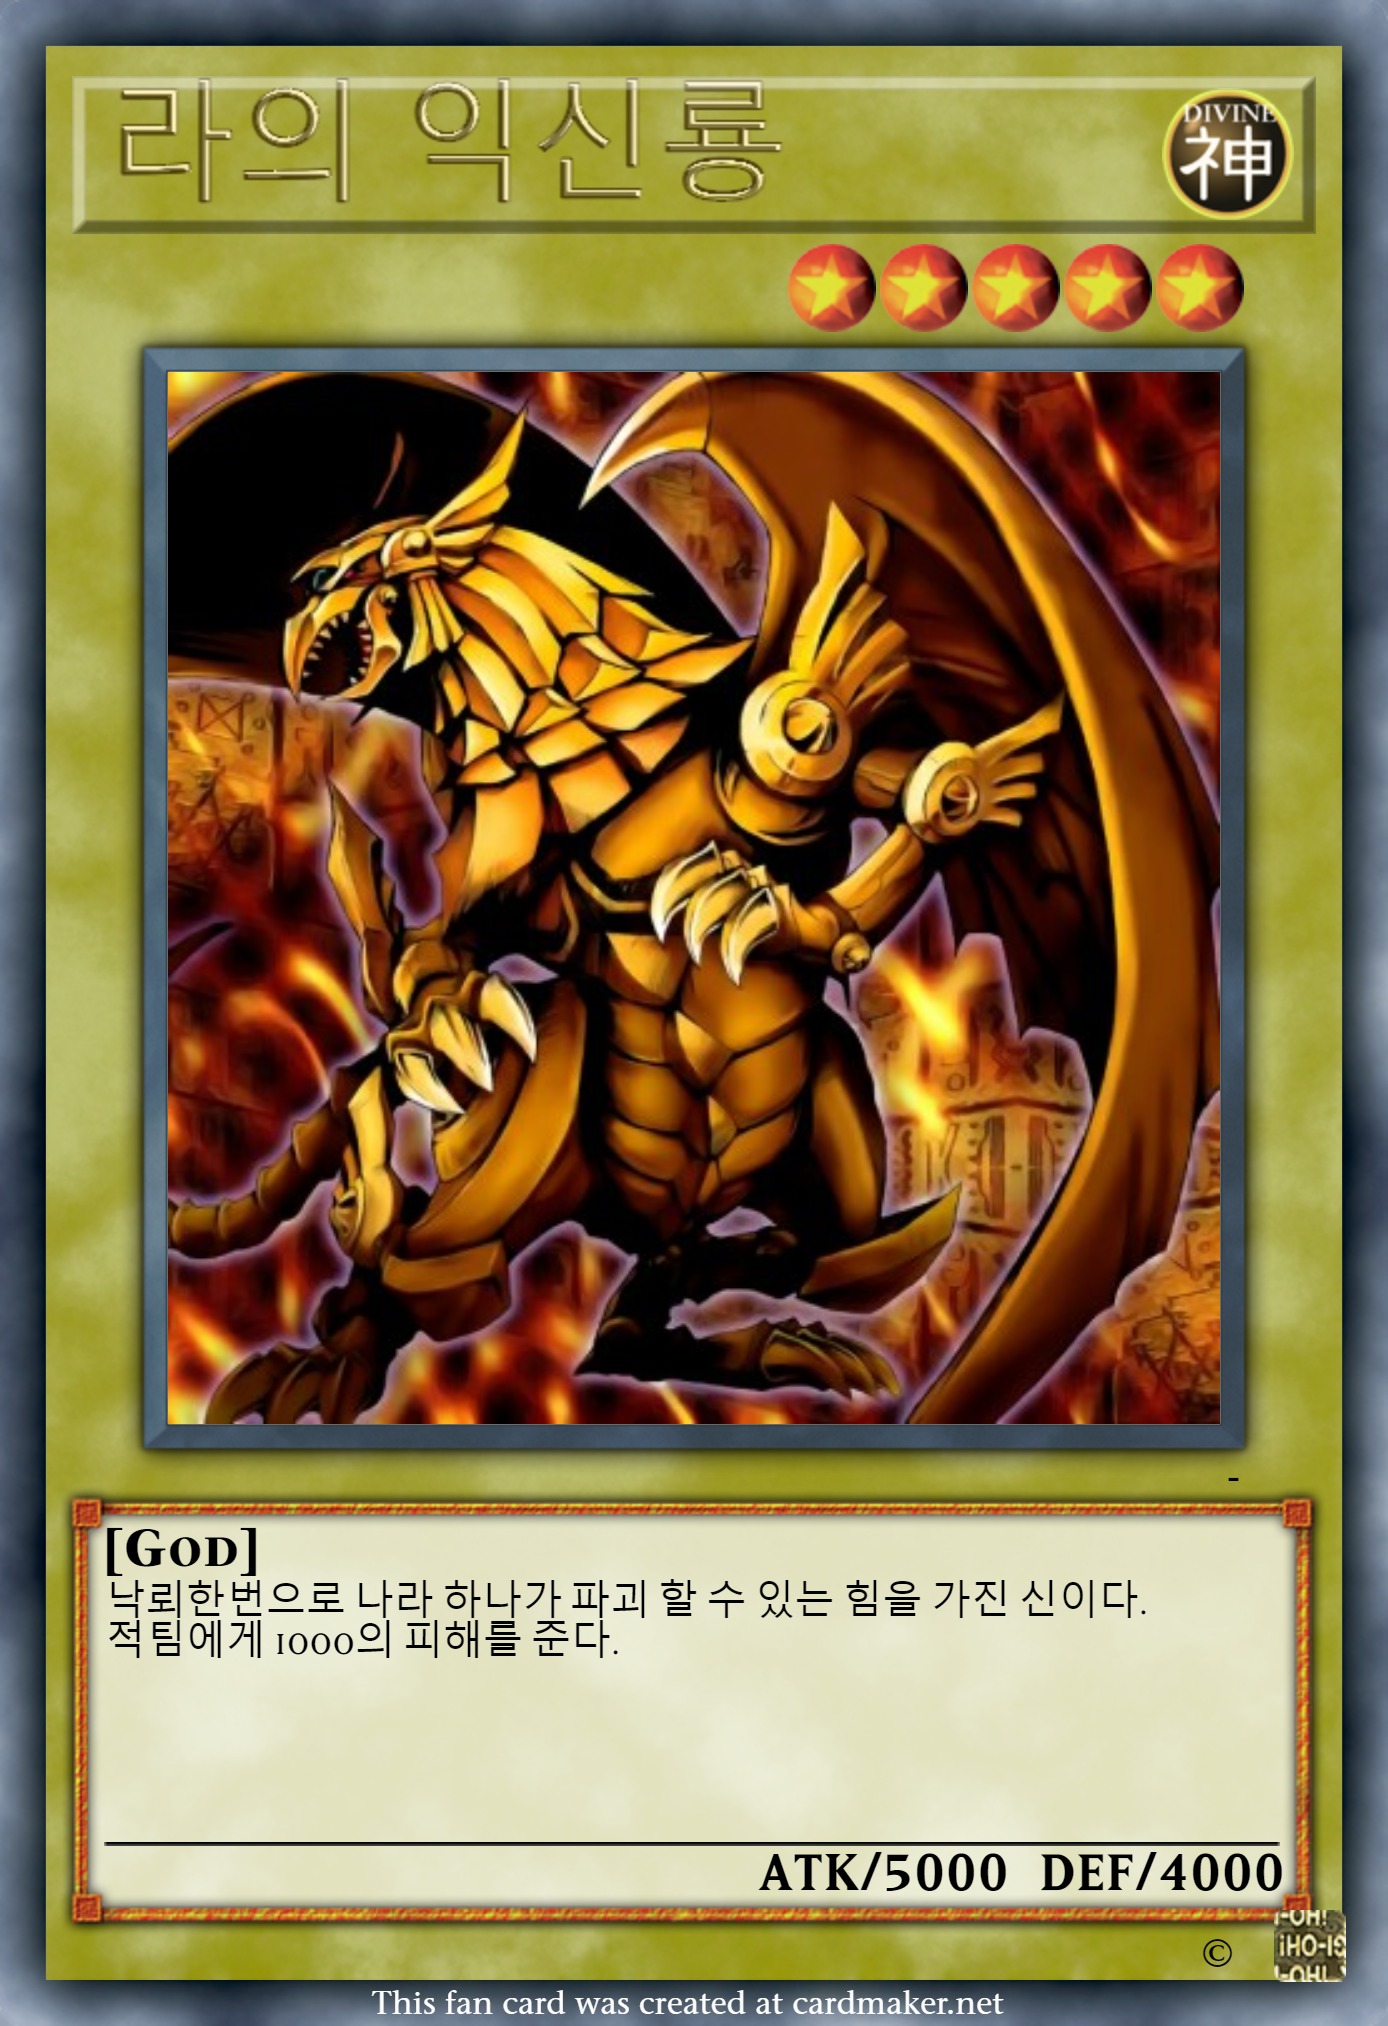 라의 익신룡
DIVINE
神
-
[God]
낙뢰한번으로 나라 하나가 파괴 할 수 있는 힘을 가진 신이다.
적팀에게 1000의 피해를 준다.
ATK/5000 DEF/4000
©
This fan card was created at cardmaker.net